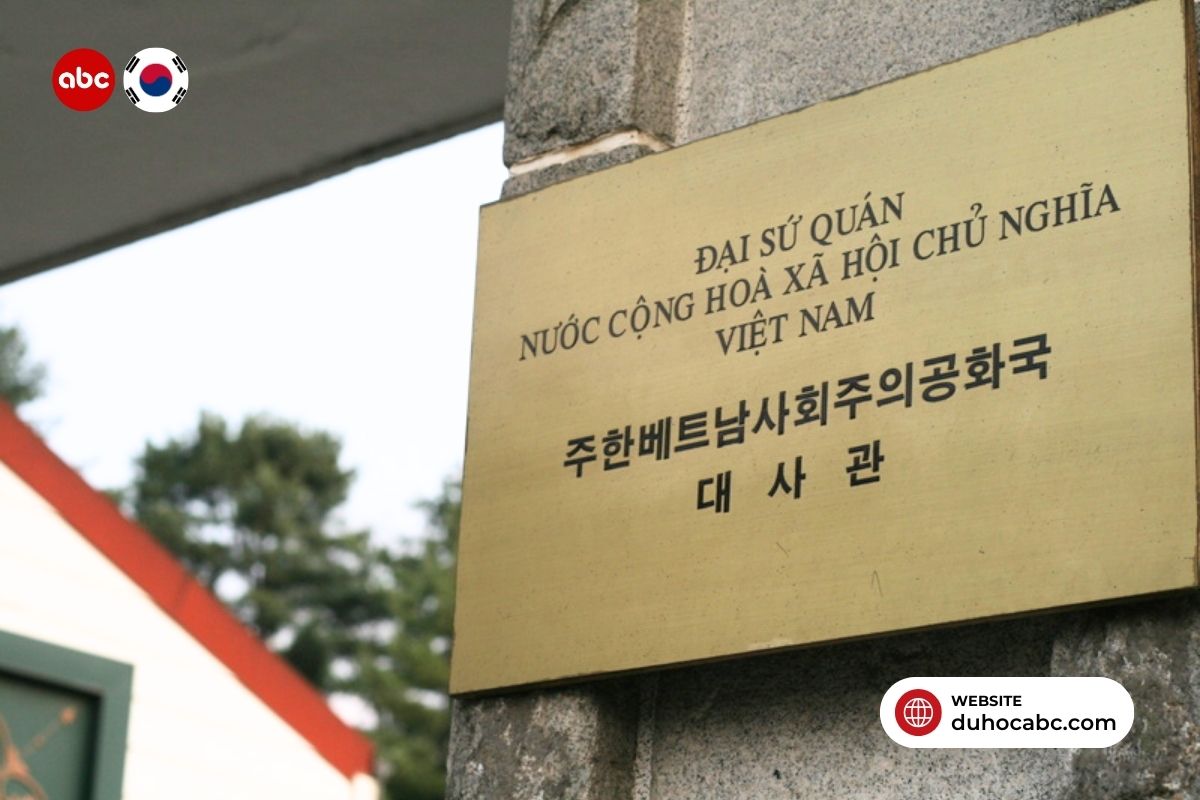 abc
ĐẠI SỨ QUÁN
NƯỚC CỘNG HOÀ XÃ HỘI CHỦ NGHĨA
VIỆT NAM
주한베트남사회주의공화국
대 사 관
WEBSITE
duhocabc.com